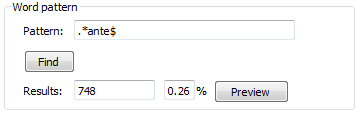 Word pattern
Pattern: .*ante$
Find
Results: 748 0.26 % Preview